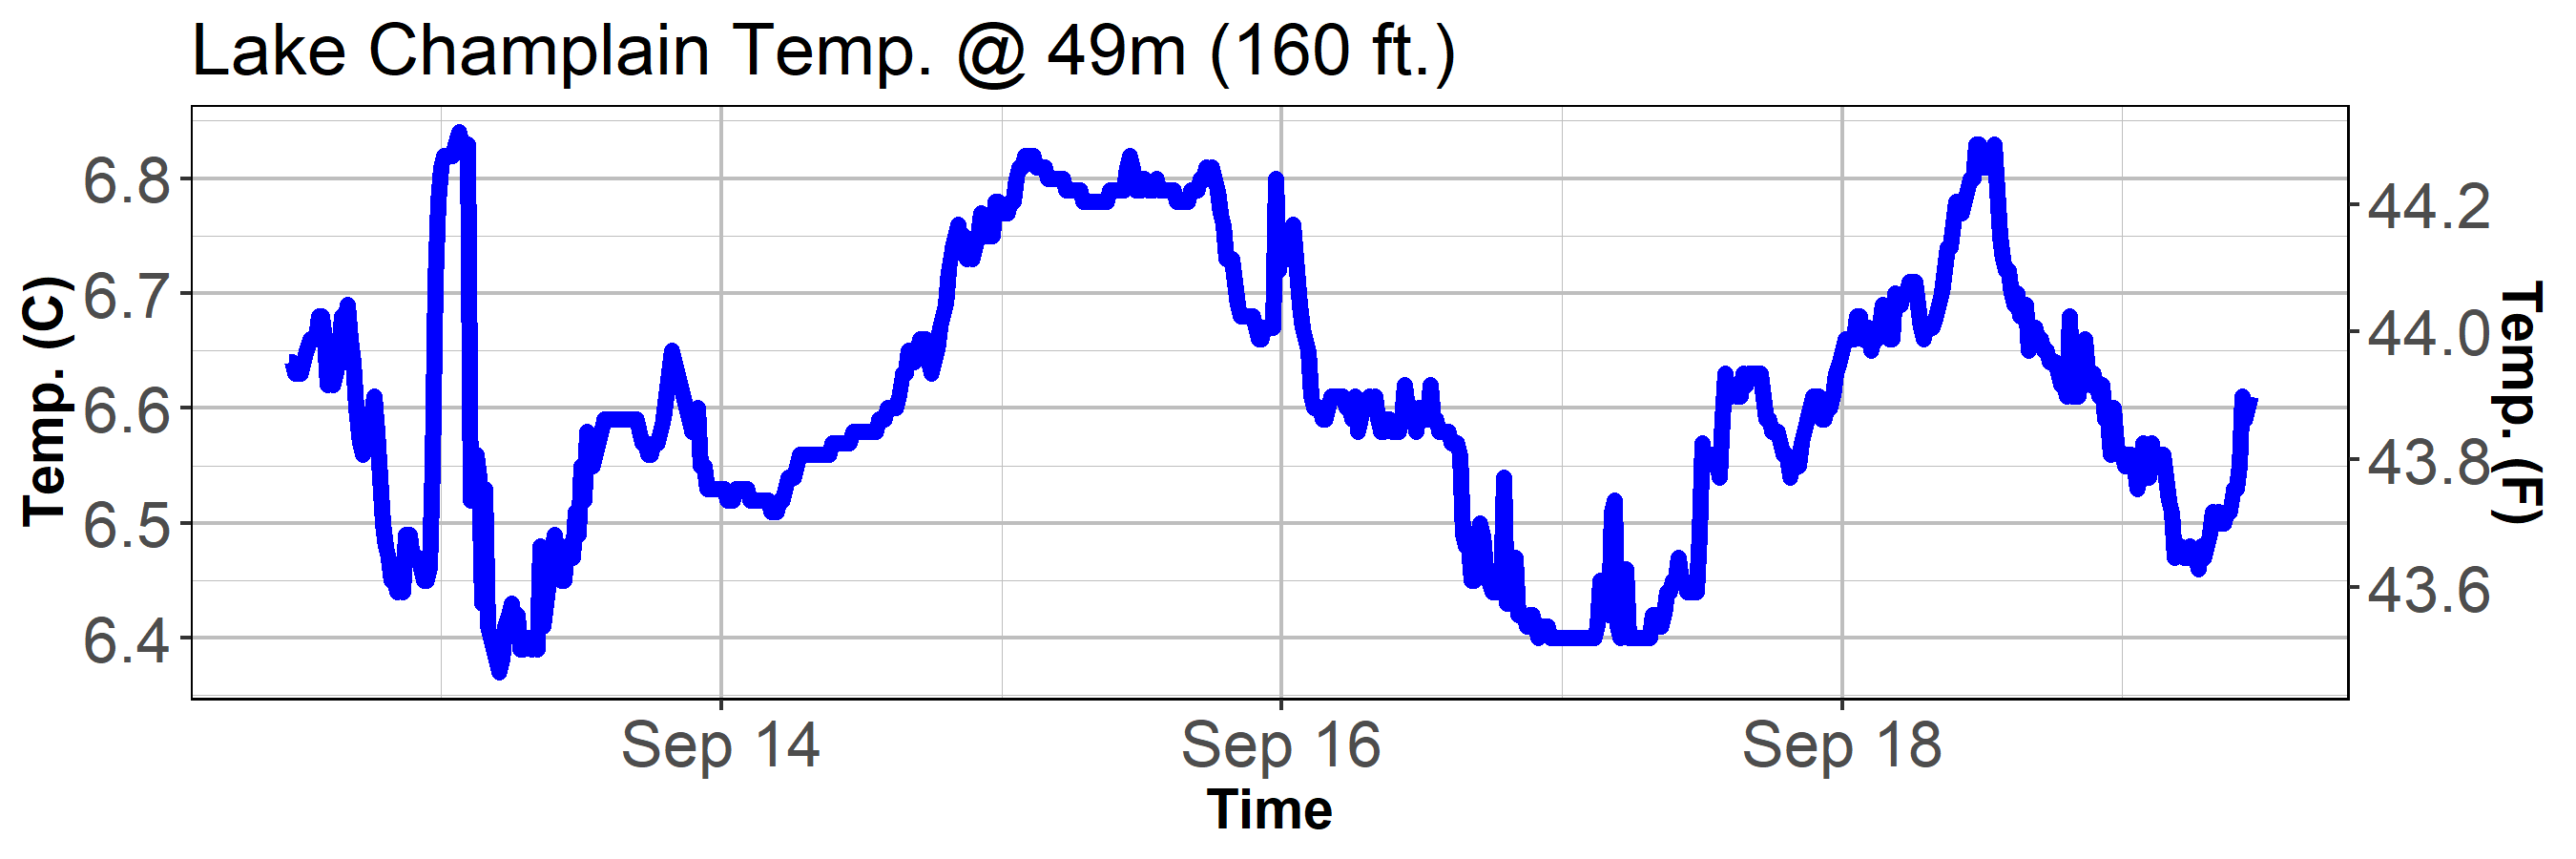 Lake Champlain Temp. @ 49m (160 ft.)
6.8
6.7
6.6
6.5
6.4
Temp. (C)
44.2
44.0
43.8
43.6
Temp. (F)
Sep 14 Sep 16 Sep 18
Time